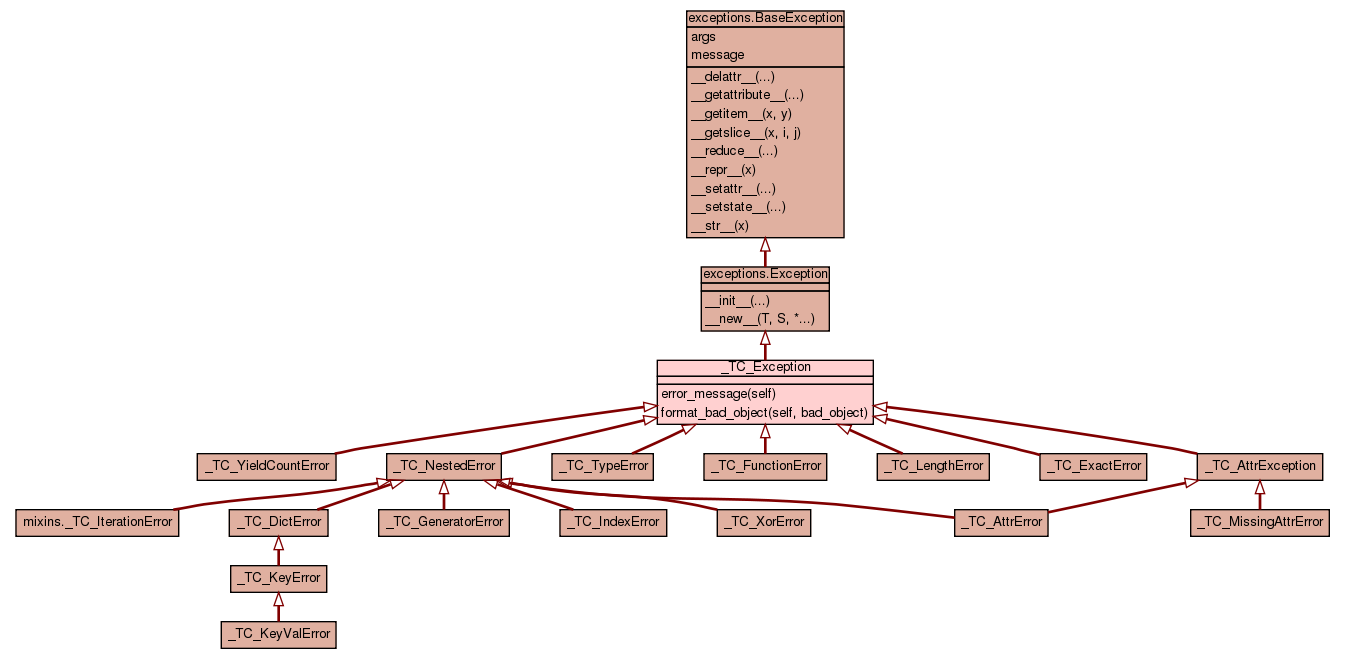 exceptions.BaseException
args
message
__delattr__(...)
__getattribute__(...)
__getitem__(x, y)
__getslice__(x, i, j)
__reduce__(...)
__repr__(x)
__setattr__(...)
__setstate__(...)
__str__(x)
exceptions.Exception
__init__(...)
__new__(T, S, *...)
_TC_Exception
error_message(self)
format_bad_object(self, bad_object)
_TC_YieldCountError
_TC_NestedError
_TC_TypeError
_TC_FunctionError
_TC_LengthError
_TC_ExactError
_TC_AttrException
mixins._TC_IterationError
_TC_DictError
_TC_GeneratorError
_TC_IndexError
_TC_XorError
_TC_AttrError
_TC_MissingAttrError
_TC_KeyError
_TC_KeyValError